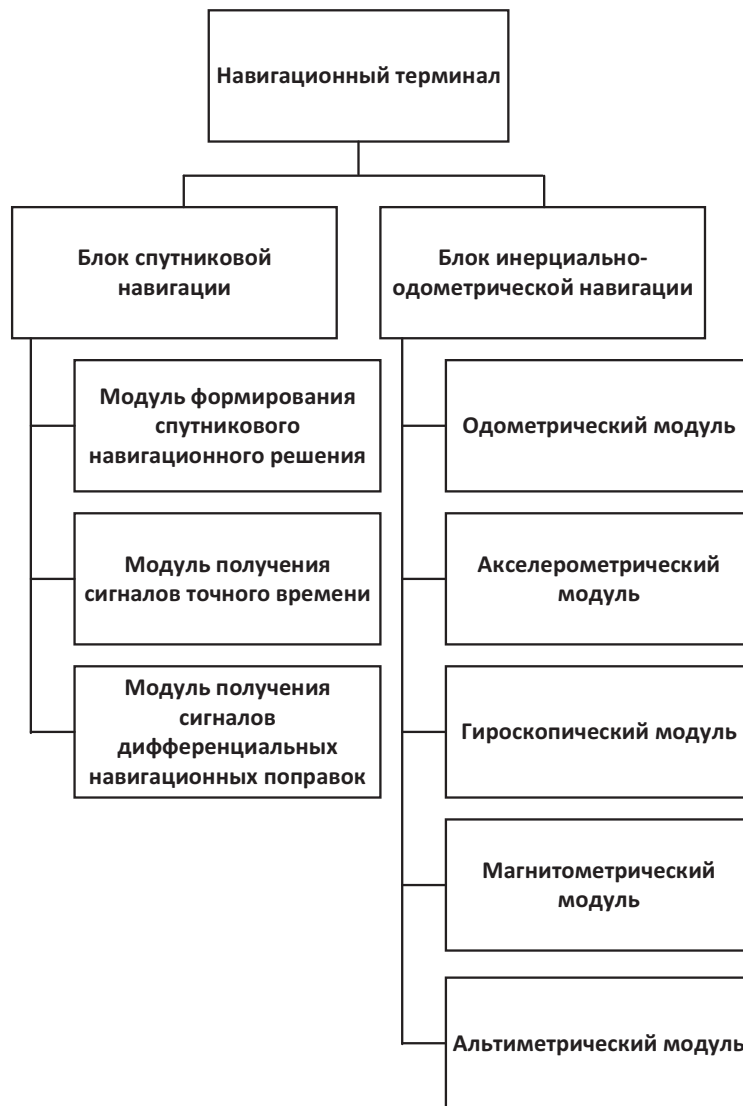 Навигационный терминал
Блок спутниковой
навигации
Модуль формирования
спутникового
навигационного решения
Модуль получения
сигналов точного времени
Модуль получения
сигналов
дифференциальных
навигационных поправок
Блок инерциально-
одометрической навигации
Одометрический модуль
Акселерометрический
модуль
Гироскопический модуль
Магнитометрический
модуль
Альтиметрический модуль